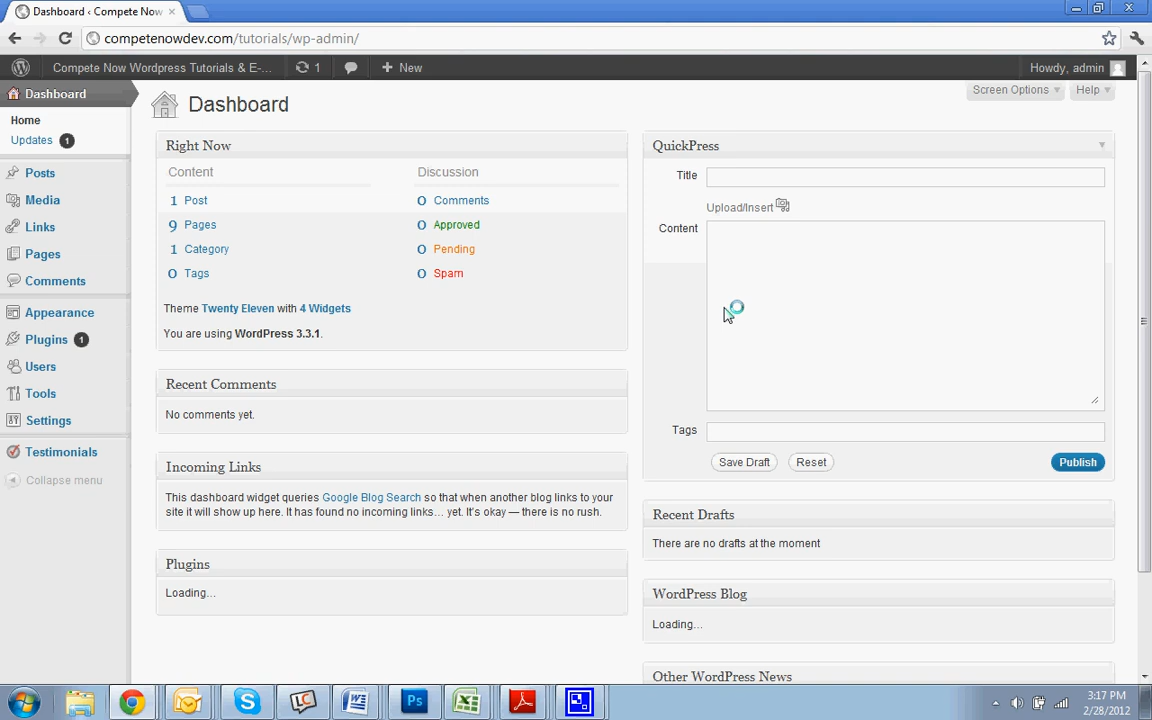 Dashboard ‹ Compete Now
competenowdev.com/tutorials/wp-admin/
Compete Now Wordpress Tutorials & E-... 1 New Howdy, admin
Dashboard
Home
Updates 1
Posts
Media
Links
Pages
Comments
Appearance
Plugins 1
Users
Tools
Settings
Testimonials
Collapse menu
Dashboard
Screen Options Help
Right Now
Content Discussion
1 Post 0 Comments
9 Pages 0 Approved
1 Category 0 Pending
0 Tags 0 Spam
Theme Twenty Eleven with 4 Widgets
You are using WordPress 3.3.1.
Recent Comments
No comments yet.
Incoming Links
This dashboard widget queries Google Blog Search so that when another blog links to your
site it will show up here. It has found no incoming links… yet. It's okay — there is no rush.
Plugins
Loading…
QuickPress
Title
Upload/Insert
Content
Tags
Save Draft Reset Publish
Recent Drafts
There are no drafts at the moment
WordPress Blog
Loading…
Other WordPress News
Ps
3:17 PM
2/28/2012